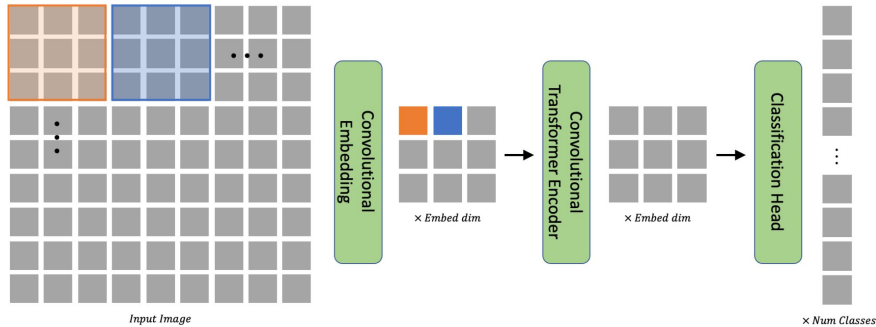 Convolutional
Embedding
Convolutional
Transformer Encoder
Classification Head
× Embed dim
× Embed dim
...
Input Image
× Num Classes